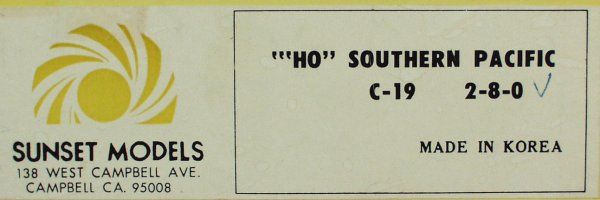 SUNSET MODELS
138 WEST CAMPBELL AVE.
CAMPBELL CA. 95008
"'"HO" SOUTHERN PACIFIC
C-19 2-8-0 ✓
MADE IN KOREA